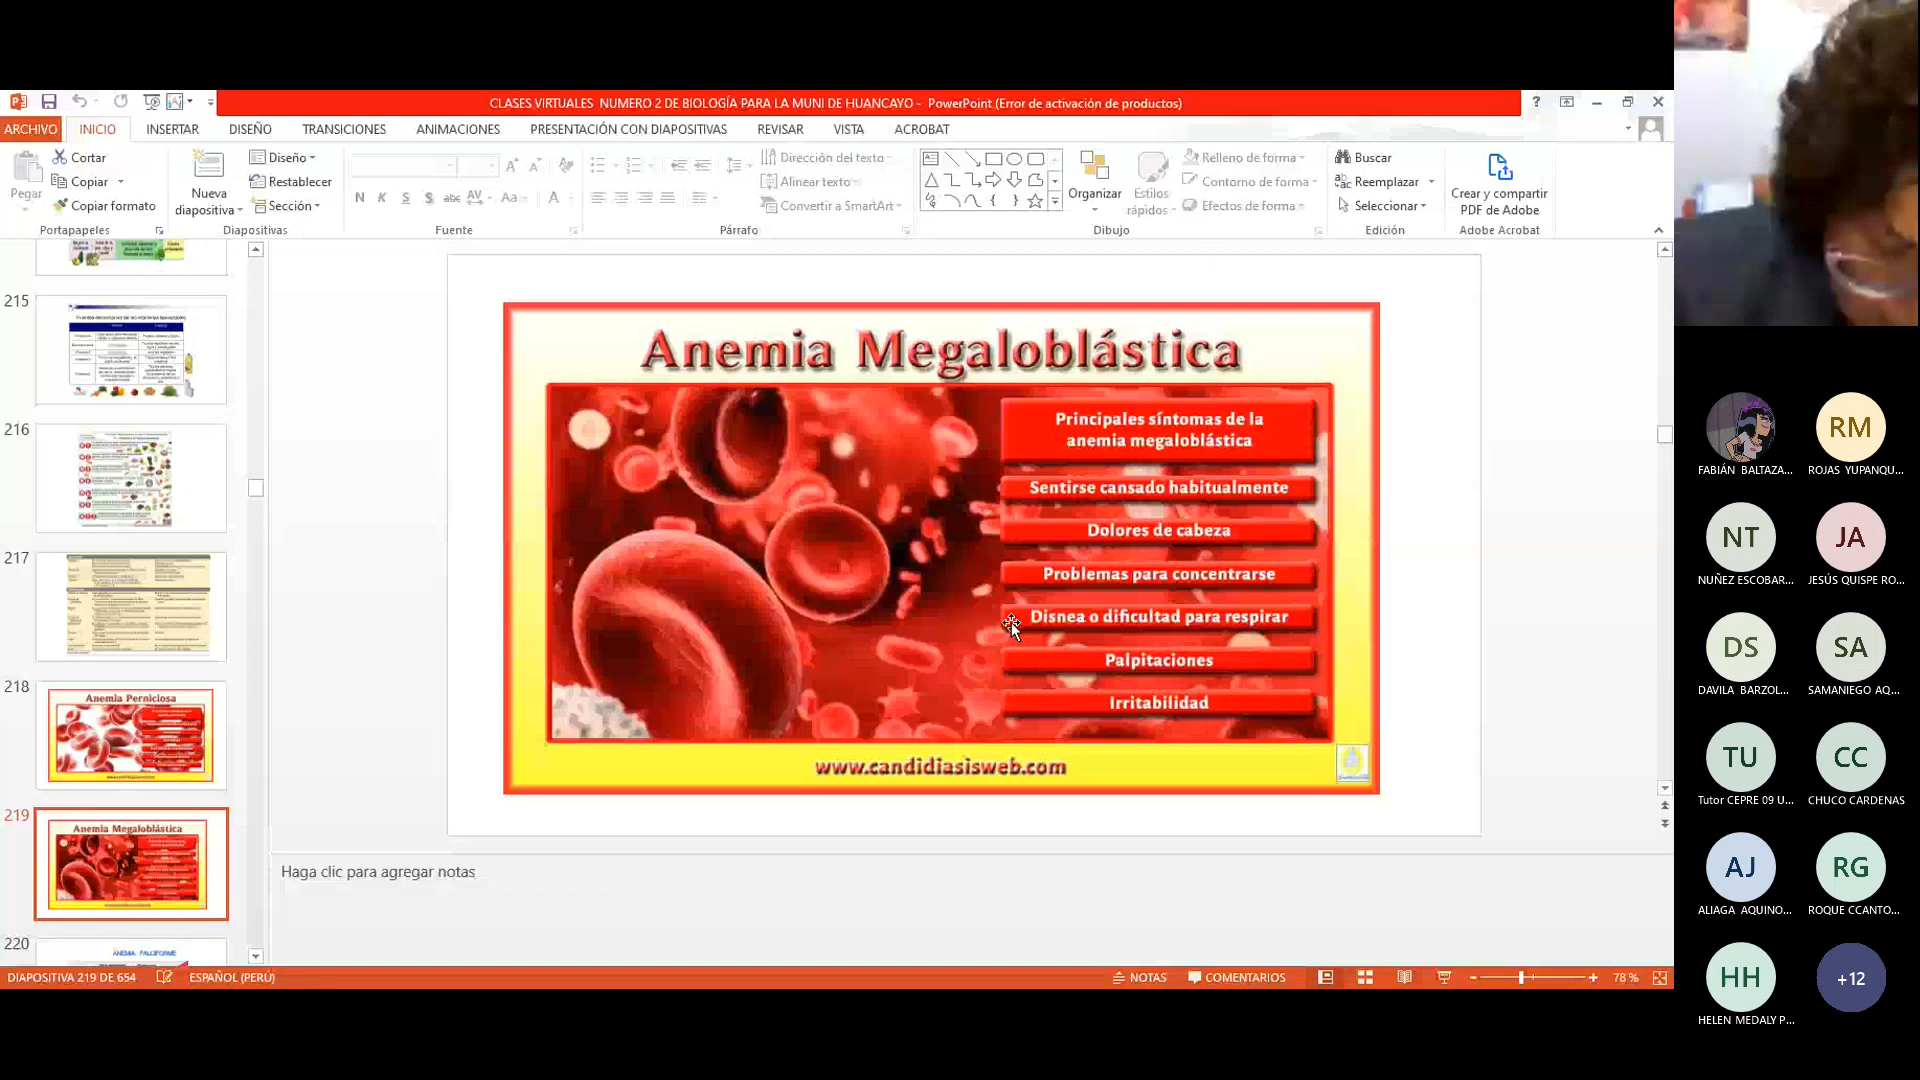 CLASES VIRTUALES NUMERO 2 DE BIOLOGÍA PARA LA MUNI DE HUANCAYO - PowerPoint (Error de activación de productos)
ARCHIVO INICIO INSERTAR DISEÑO TRANSICIONES ANIMACIONES PRESENTACIÓN CON DIAPOSITIVAS REVISAR VISTA ACROBAT
Pegar
Cortar
Copiar
Copiar formato
Portapapeles
Nueva
diapositiva
Diseño
Restablecer
Sección
Diapositivas
N K S S abc AV Aa A
Fuente
Dirección del texto
Alinear texto
Convertir a SmartArt
Párrafo
Organizar
Estilos
rápidos
Relleno de forma
Contorno de forma
Efectos de forma
Dibujo
Buscar
Reemplazar
Seleccionar
Edición
Crear y compartir
PDF de Adobe
Adobe Acrobat
215
216
217
218
Anemia Perniciosa
219
Anemia Megaloblástica
220
ANEMIA FALCIFORME
Anemia Megaloblástica
Principales síntomas de la
anemia megaloblástica
Sentirse cansado habitualmente
Dolores de cabeza
Problemas para concentrarse
Disnea o dificultad para respirar
Palpitaciones
Irritabilidad
www.candidiasisweb.com
Haga clic para agregar notas
DIAPOSITIVA 219 DE 654 ESPAÑOL (PERÚ) NOTAS COMENTARIOS 78 %
FABIÁN BALTAZA...
RM
ROJAS YUPANQU...
NT
NUÑEZ ESCOBAR...
JA
JESÚS QUISPE RO...
DS
DAVILA BARZOL...
SA
SAMANIEGO AQ...
TU
Tutor CEPRE 09 U...
CC
CHUCO CARDENAS
AJ
ALIAGA AQUINO...
RG
ROQUE CCANTO...
HH
HELEN MEDALY P...
+12